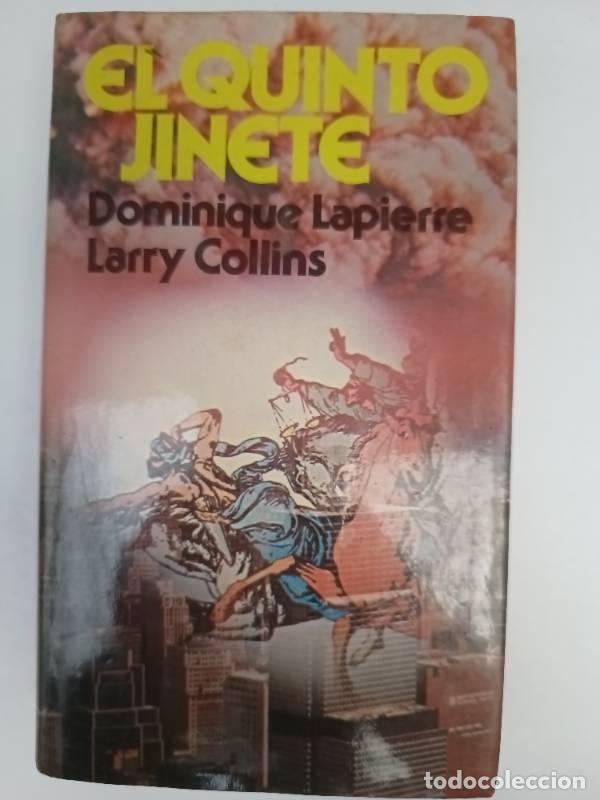 EL QUINTO
JINETE
Dominique Lapierre
Larry Collins
todocoleccion